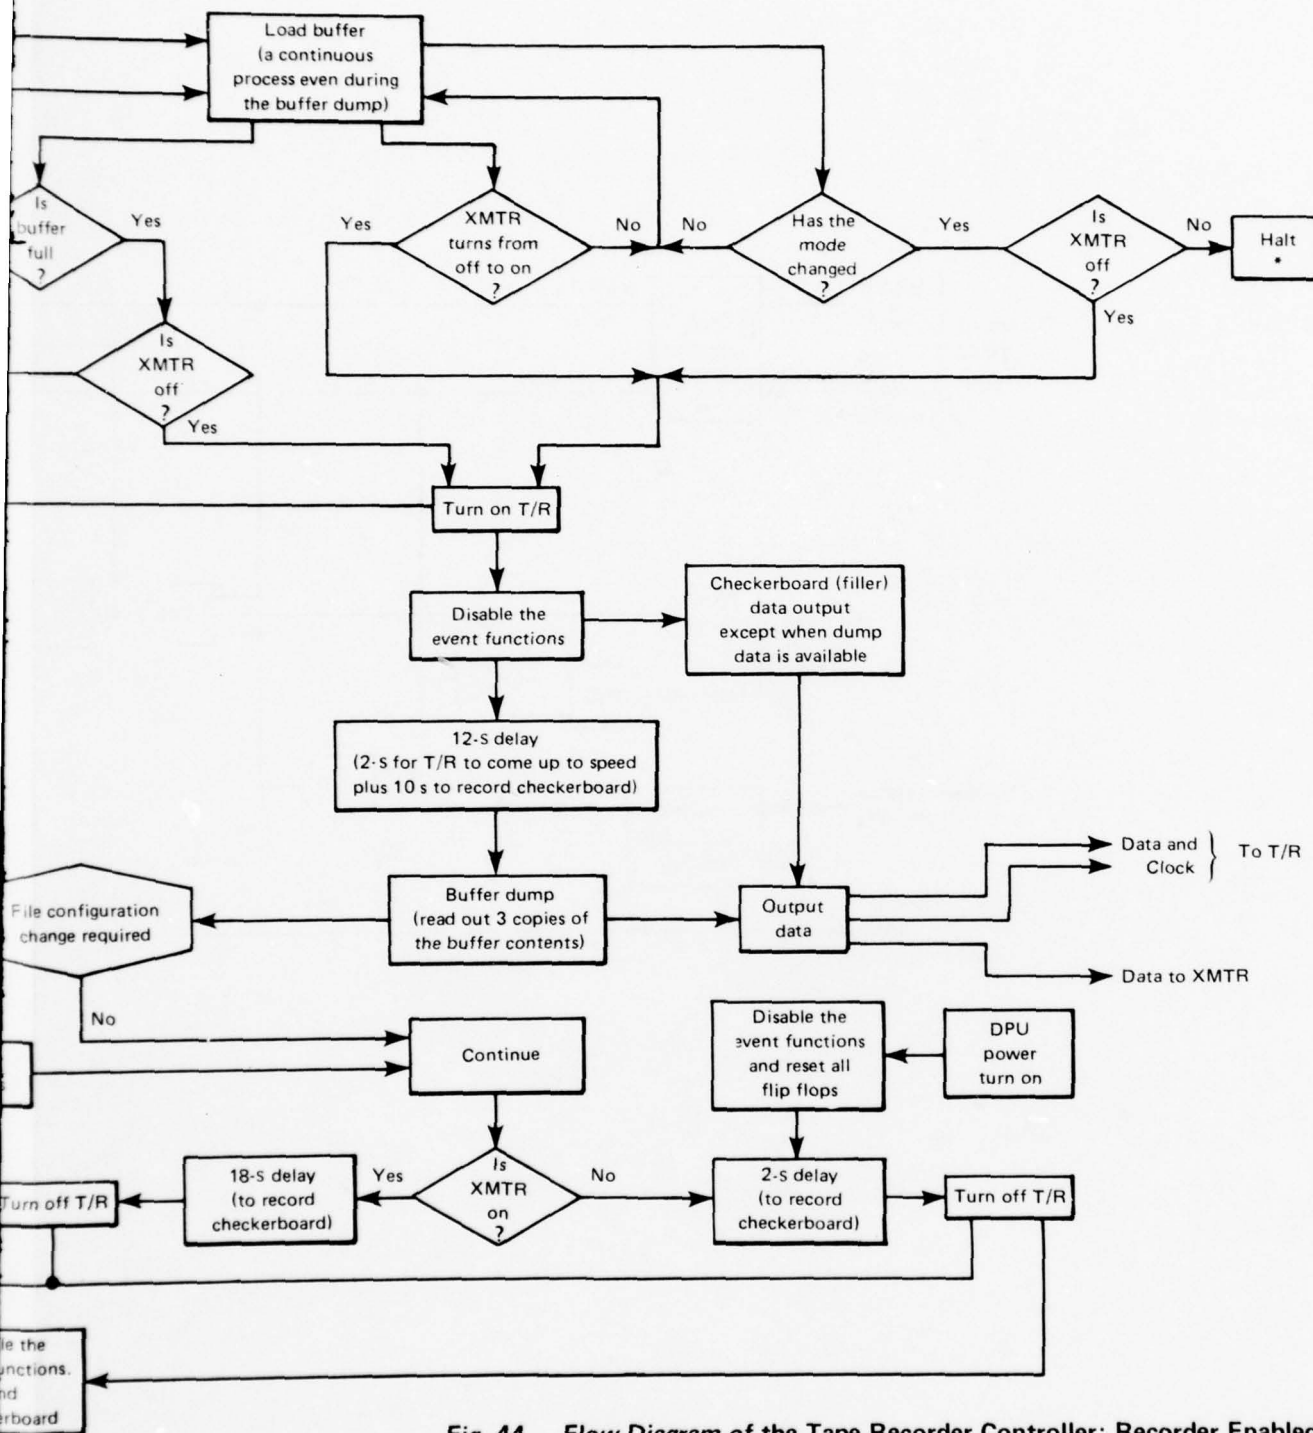 Load buffer
(a continuous
process even during
the buffer dump)
Is
buffer
full
?
Yes
XMTR
turns from
off to on
?
Yes
No
Has the
mode
changed
?
No
Yes
Is
XMTR
off
?
No
Yes
Halt
*
Is
XMTR
off
?
Yes
Turn on T/R
Disable the
event functions
Checkerboard (filler)
data output
except when dump
data is available
12-s delay
(2-s for T/R to come up to speed
plus 10 s to record checkerboard)
Buffer dump
(read out 3 copies of
the buffer contents)
File configuration
change required
No
Output
data
Data and
Clock
}
To T/R
Data to XMTR
Continue
Disable the
event functions
and reset all
flip flops
DPU
power
turn on
Is
XMTR
on
?
Yes
No
18-s delay
(to record
checkerboard)
Turn off T/R
2-s delay
(to record
checkerboard)
Turn off T/R
the
Fig. 44 Flow Diagram of the Tape Recorder Controller: Recorder Enabled